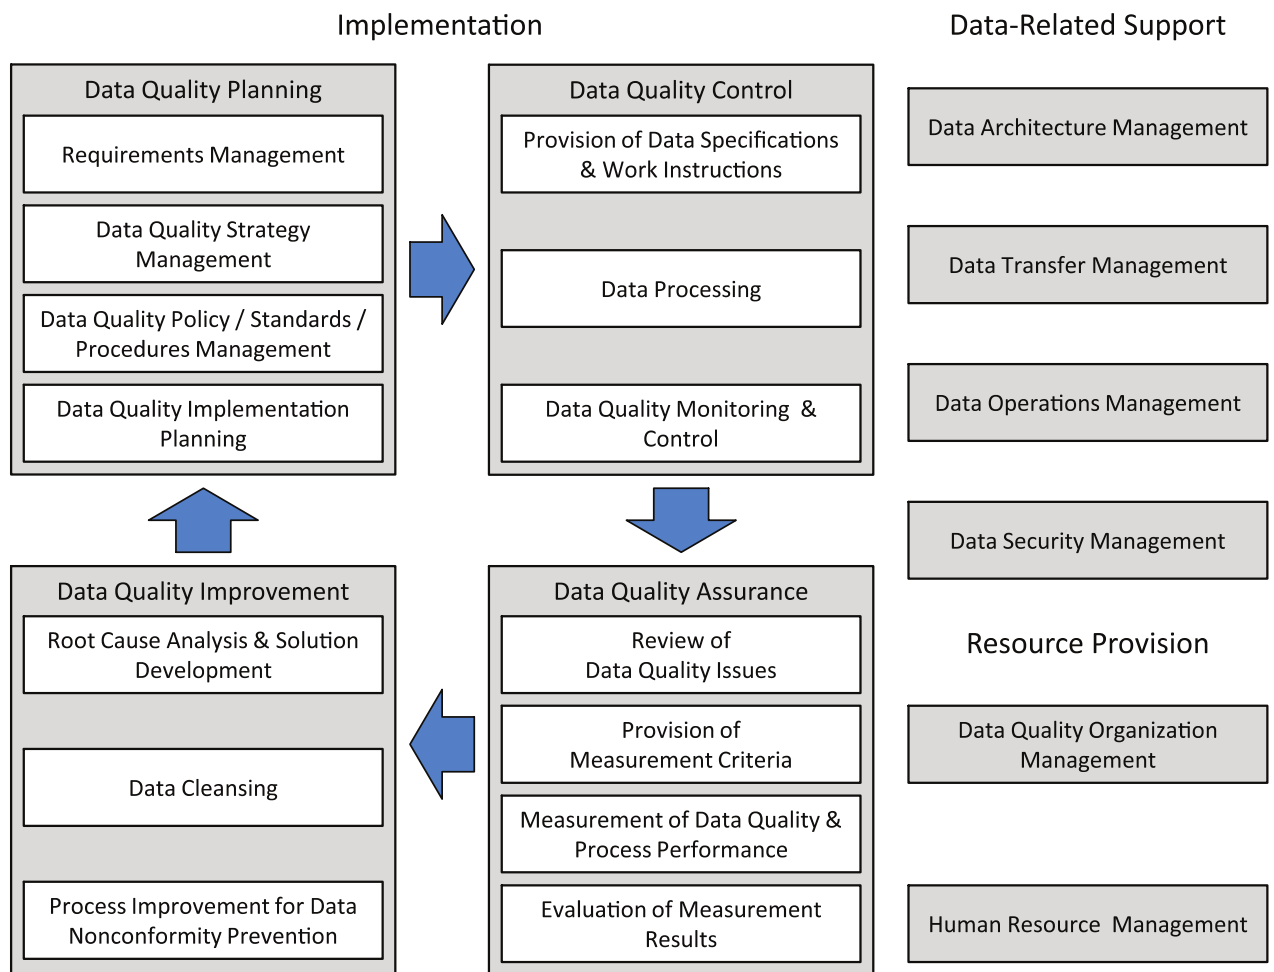 Implementation
Data Quality Planning
Requirements Management
Data Quality Strategy
Management
Data Quality Policy / Standards /
Procedures Management
Data Quality Implementation
Planning
Data Quality Control
Provision of Data Specifications
& Work Instructions
Data Processing
Data Quality Monitoring &
Control
Data Quality Improvement
Root Cause Analysis & Solution
Development
Data Cleansing
Process Improvement for Data
Nonconformity Prevention
Data Quality Assurance
Review of
Data Quality Issues
Provision of
Measurement Criteria
Measurement of Data Quality &
Process Performance
Evaluation of Measurement
Results
Data-Related Support
Data Architecture Management
Data Transfer Management
Data Operations Management
Data Security Management
Resource Provision
Data Quality Organization
Management
Human Resource Management